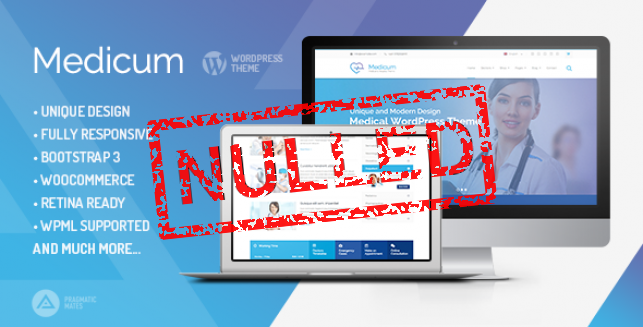 Medicum
WORDPRESS
THEME
• UNIQUE DESIGN
• FULLY RESPONSIVE
• BOOTSTRAP 3
• WOOCOMMERCE
• RETINA READY
• WPML SUPPORTED
AND MUCH MORE...
PRAGMATIC
MATES
Medicum
Unique and Modern Design
Medical WordPress Theme
NULLED